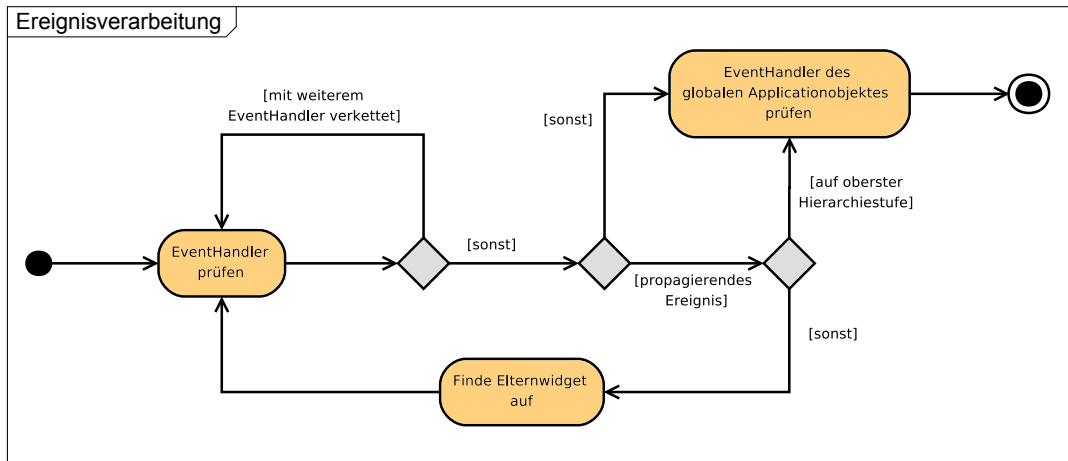 Ereignisverarbeitung
[mit weiterem
EventHandler verkettet]
EventHandler des
globalen Applicationobjektes
prüfen
[sonst]
[auf oberster
Hierarchiestufe]
EventHandler
prüfen
[sonst]
[propagierendes
Ereignis]
[sonst]
Finde Elternwidget
auf